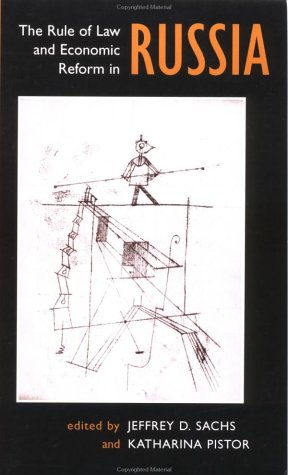 The Rule of Law
and Economic
Reform in
RUSSIA
edited by JEFFREY D. SACHS
and KATHARINA PISTOR